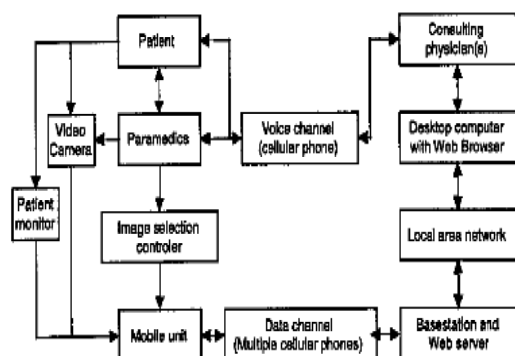 Patient
Consulting
physician(s)
Video
Camera
Paramedics
Voice channel
(cellular phone)
Desktop computer
with Web Browser
Patient
monitor
Image selection
controler
Local area network
Mobile unit
Data channel
(Multiple cellular phones)
Basestation and
Web server